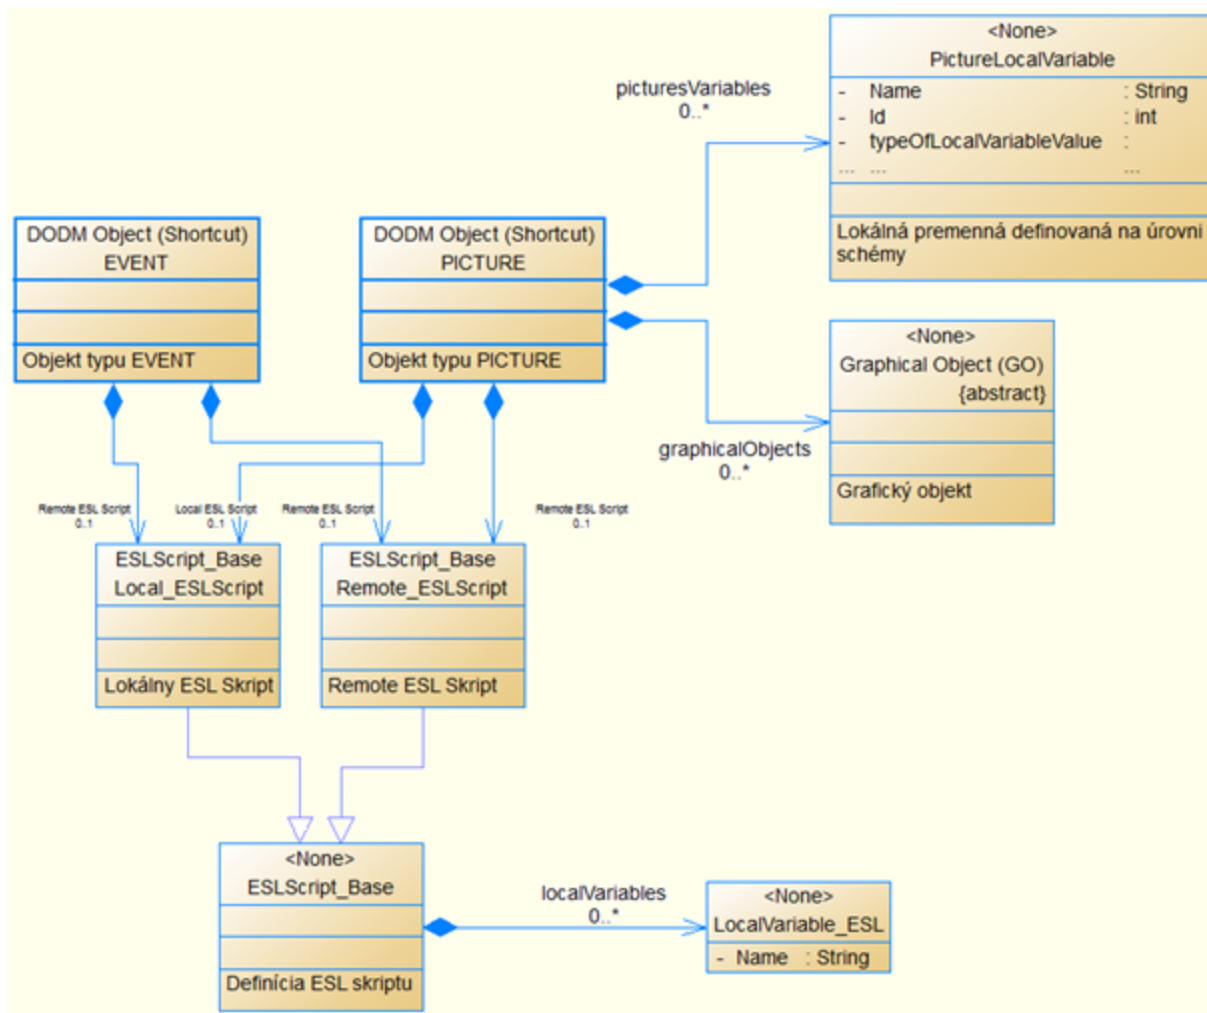 <None>
PictureLocalVariable
- Name : String
- Id : int
- typeOfLocalVariableValue :
... ... ...
Lokálná premenná definovaná na úrovni
schémy
picturesVariables
0..*
DODM Object (Shortcut)
EVENT
Objekt typu EVENT
DODM Object (Shortcut)
PICTURE
Objekt typu PICTURE
<None>
Graphical Object (GO)
{abstract}
Grafický objekt
graphicalObjects
0..*
Remote ESL Script
0..1
Local ESL Script
0..1
Remote ESL Script
0..1
Remote ESL Script
0..1
ESLScript_Base
Local_ESLScript
Lokálny ESL Skript
ESLScript_Base
Remote_ESLScript
Remote ESL Skript
<None>
ESLScript_Base
Definícia ESL skriptu
localVariables
0..*
<None>
LocalVariable_ESL
- Name : String